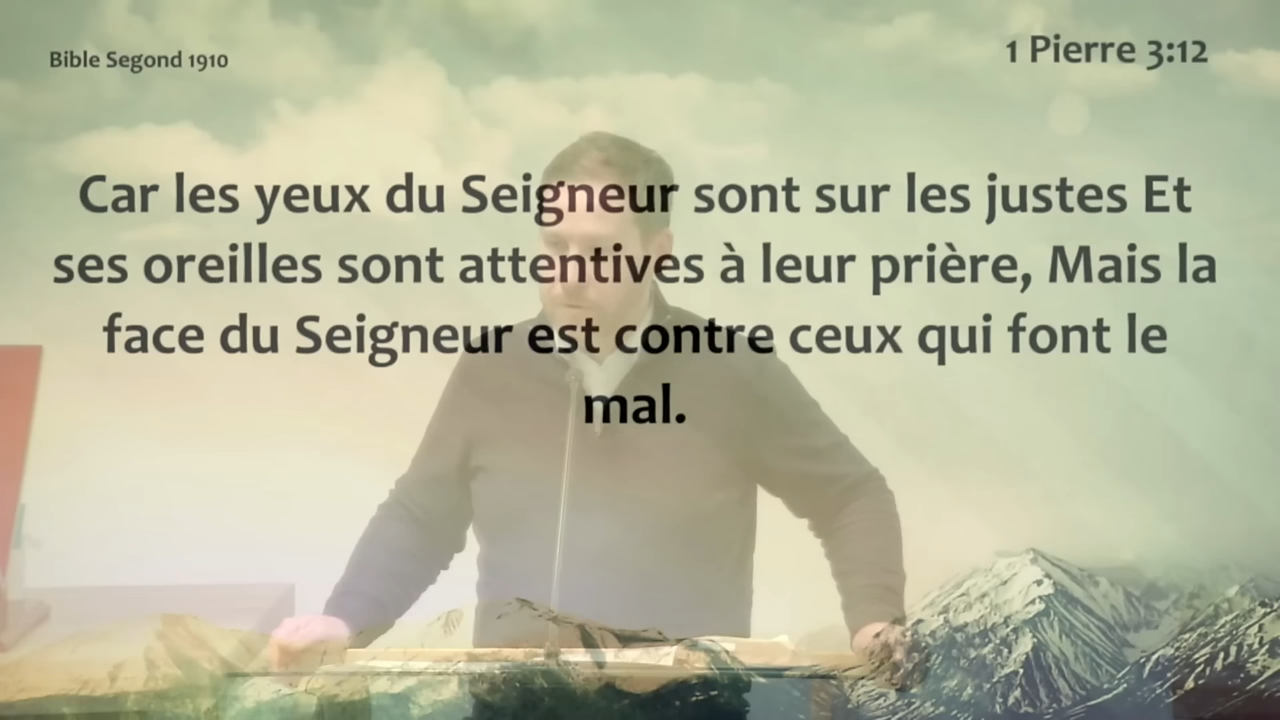 Bible Segond 1910
1 Pierre 3:12
Car les yeux du Seigneur sont sur les justes Et
ses oreilles sont attentives à leur prière, Mais la
face du Seigneur est contre ceux qui font le
mal.